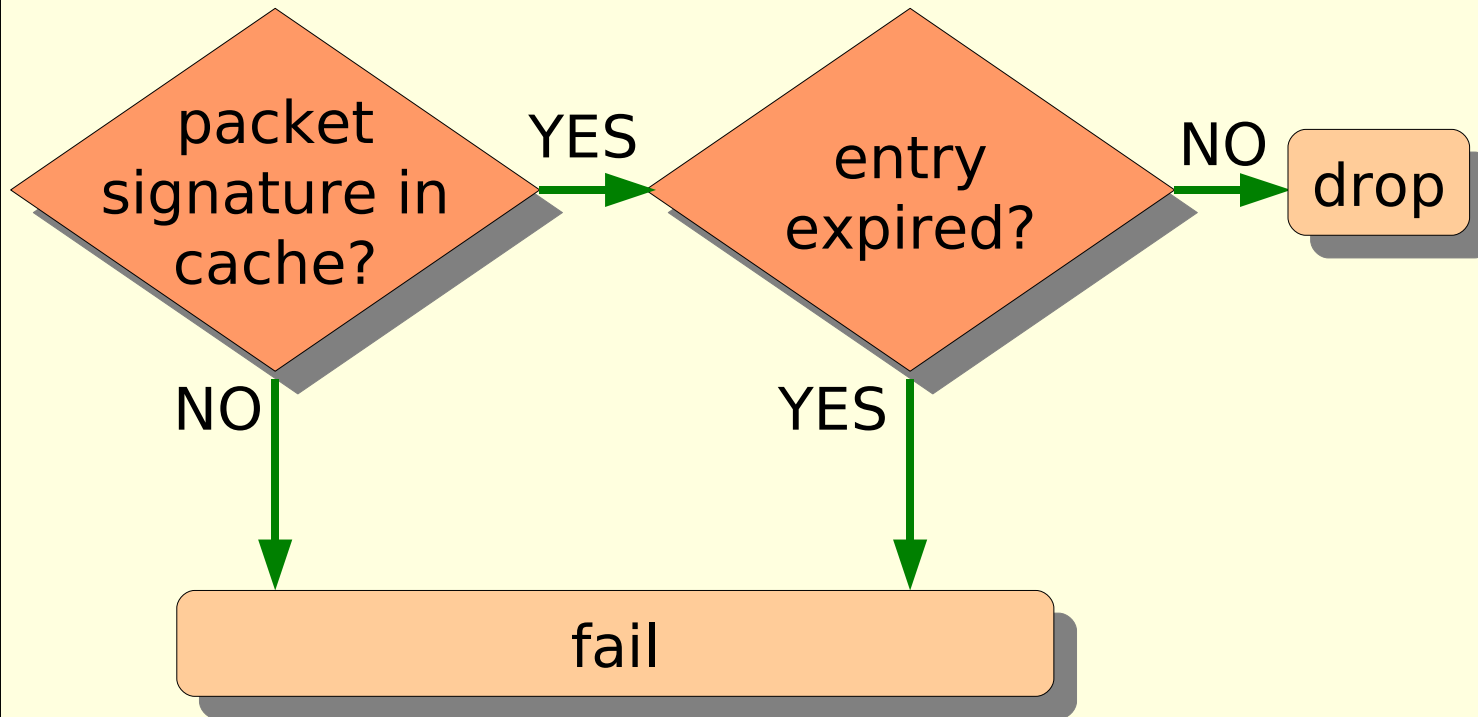 packet
signature in
cache?
YES
entry
expired?
NO
drop
NO
YES
fail